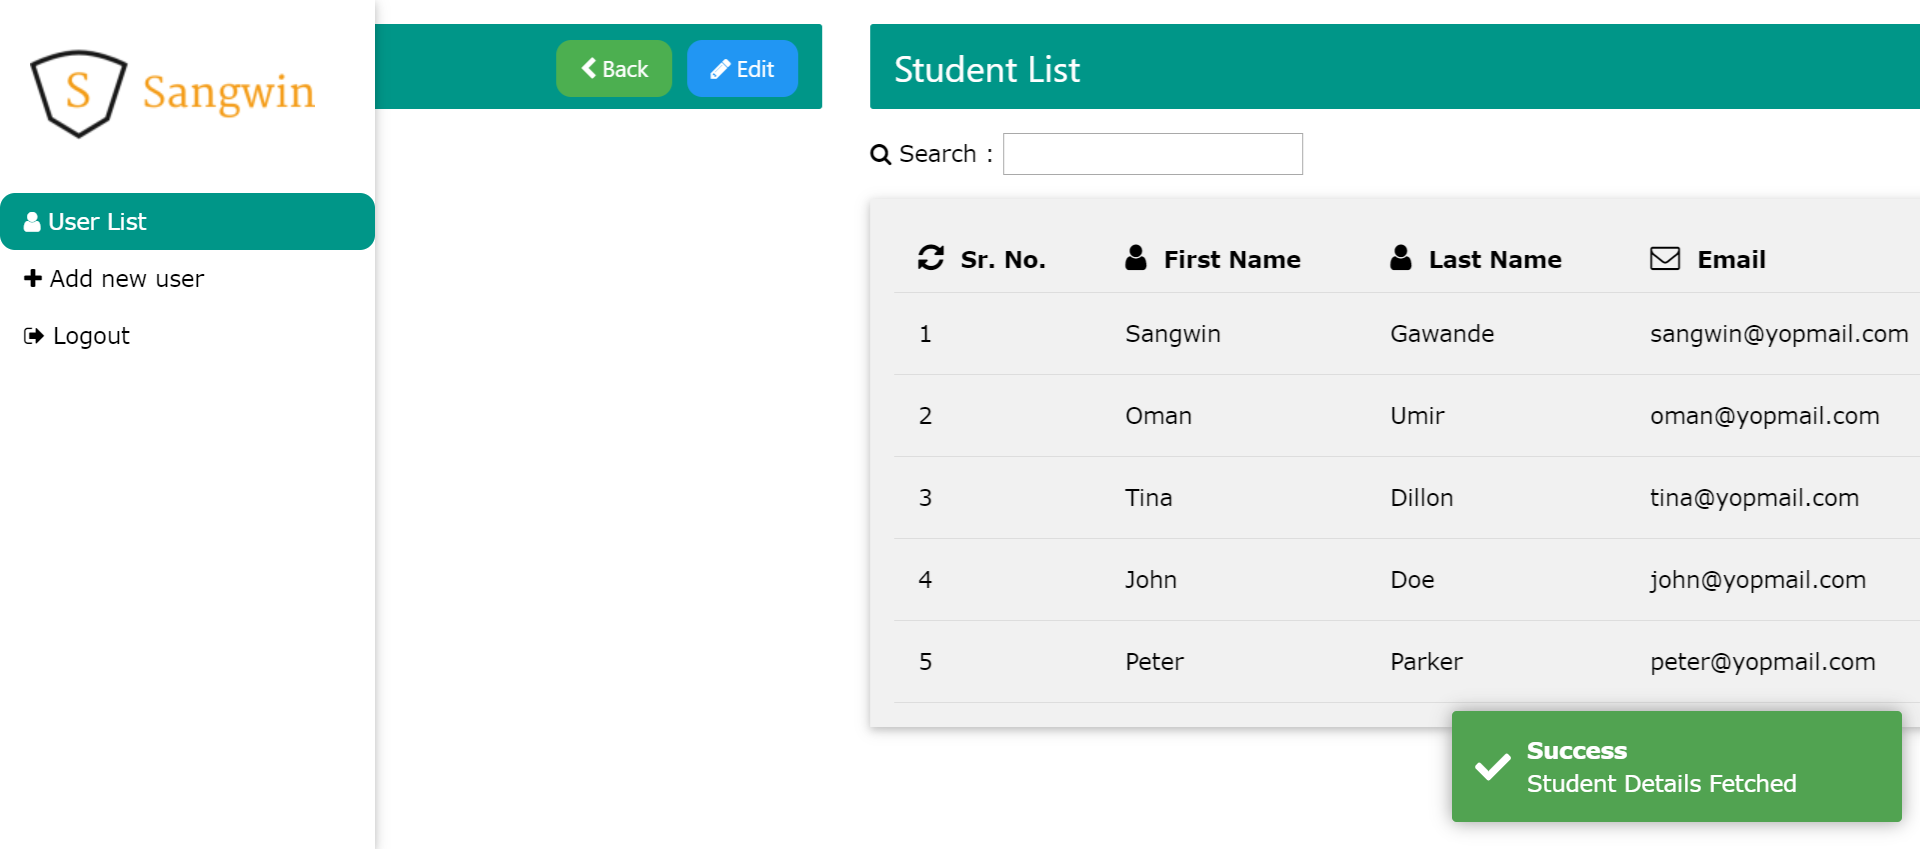 S Sangwin
User List
Add new user
Logout
Back Edit
Student List
Search :
Sr. No. First Name Last Name Email
1 Sangwin Gawande sangwin@yopmail.com
2 Oman Umir oman@yopmail.com
3 Tina Dillon tina@yopmail.com
4 John Doe john@yopmail.com
5 Peter Parker peter@yopmail.com
Success
Student Details Fetched